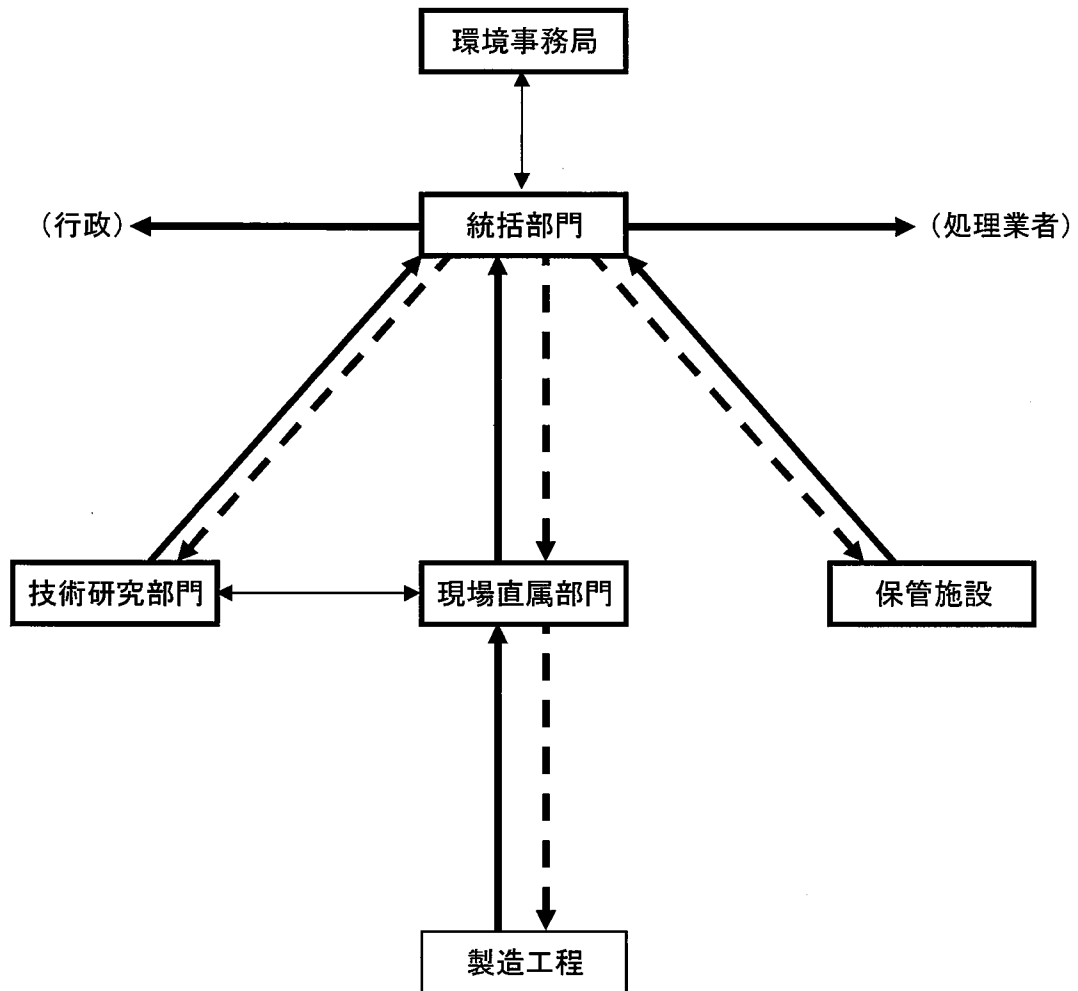 環境事務局
（行政）
統括部門
（処理業者）
技術研究部門
現場直属部門
保管施設
製造工程